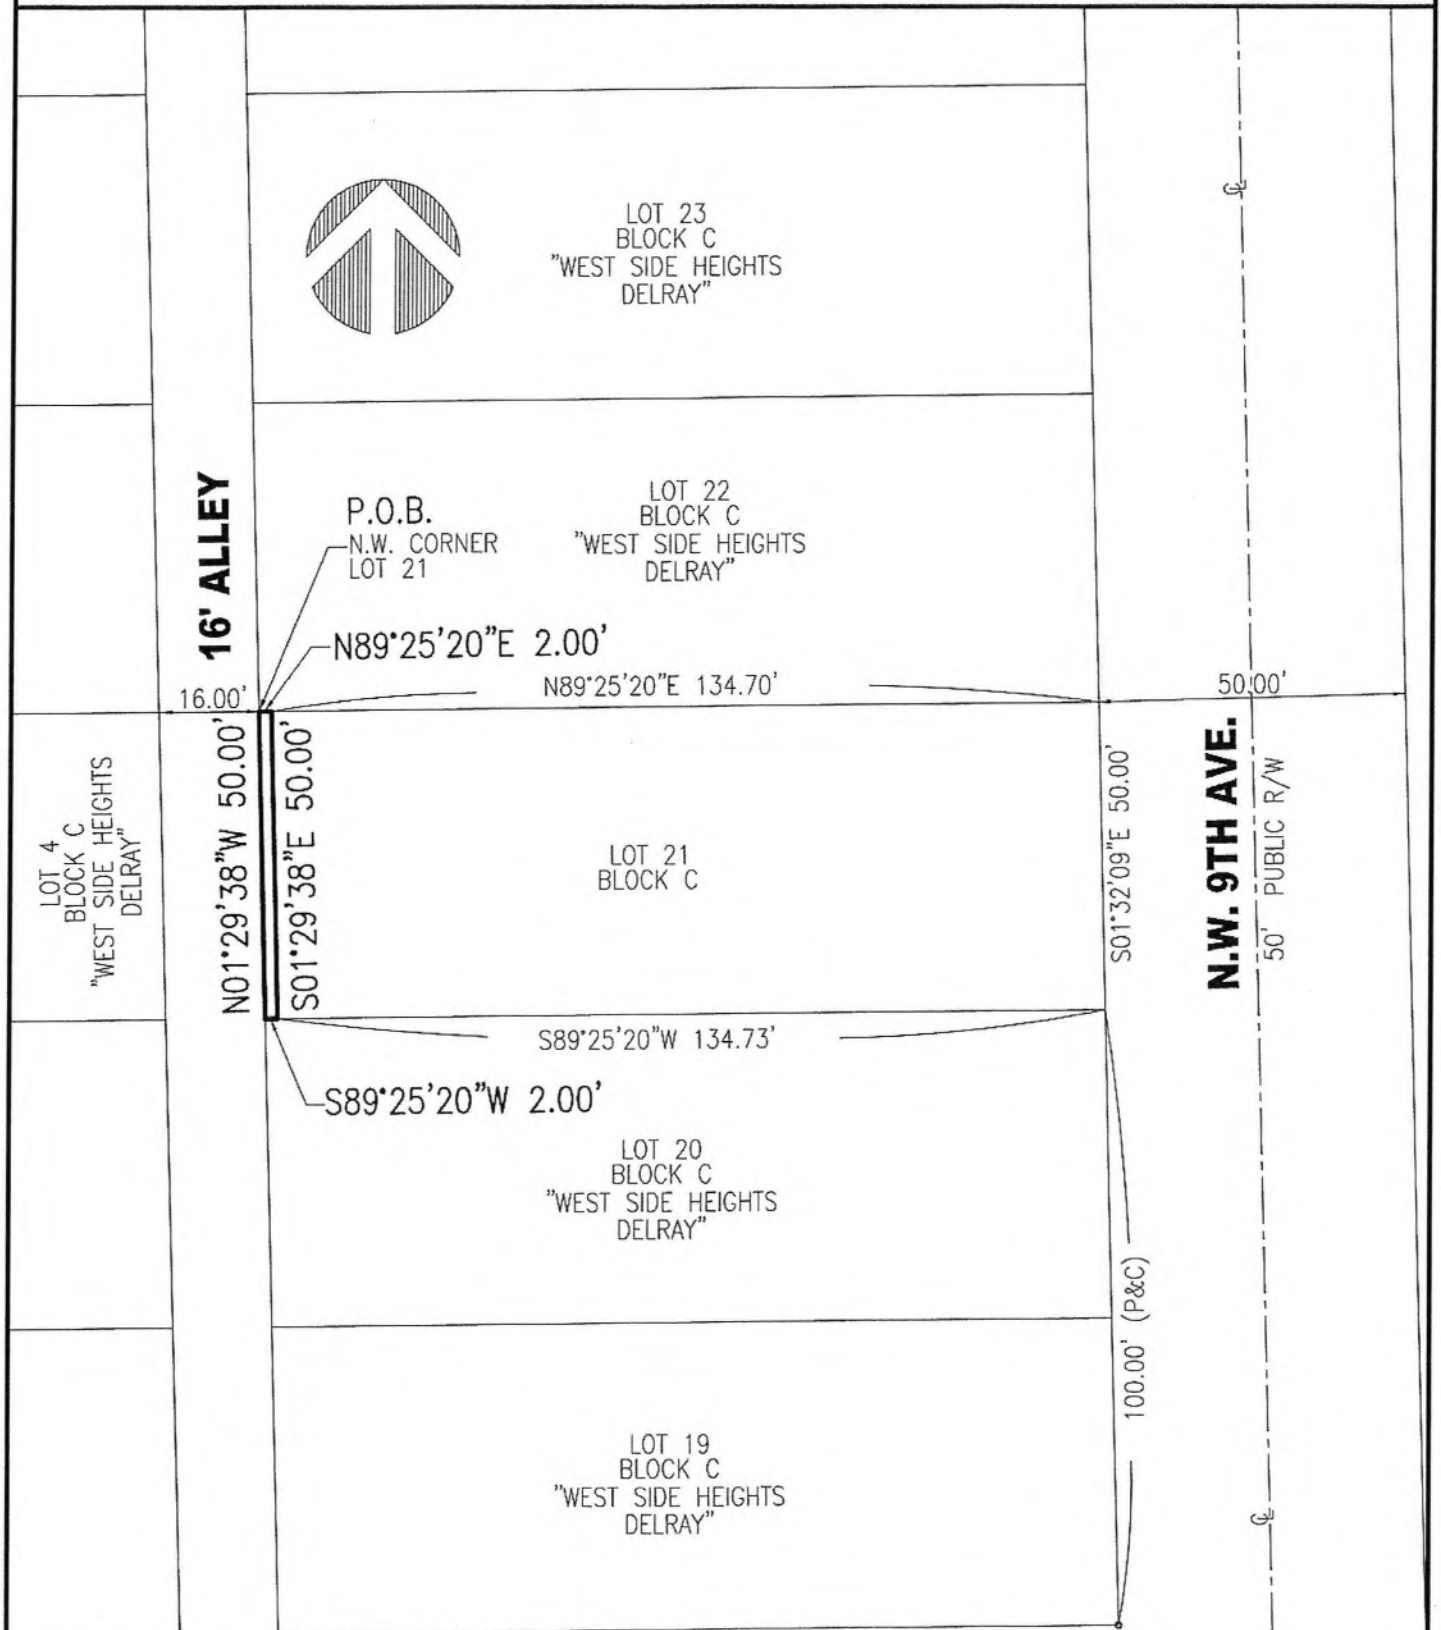 LOT 23
BLOCK C
"WEST SIDE HEIGHTS
DELRAY"
℄
16' ALLEY
P.O.B.
N.W. CORNER
LOT 21
LOT 22
BLOCK C
"WEST SIDE HEIGHTS
DELRAY"
N89°25'20"E 2.00'
16.00'
N89°25'20"E 134.70'
50.00'
LOT 4
BLOCK C
"WEST SIDE HEIGHTS
DELRAY"
N01°29'38"W 50.00'
S01°29'38"E 50.00'
LOT 21
BLOCK C
S01°32'09"E 50.00'
N.W. 9TH AVE.
50' PUBLIC R/W
S89°25'20"W 134.73'
S89°25'20"W 2.00'
LOT 20
BLOCK C
"WEST SIDE HEIGHTS
DELRAY"
100.00' (P&C)
LOT 19
BLOCK C
"WEST SIDE HEIGHTS
DELRAY"
℄